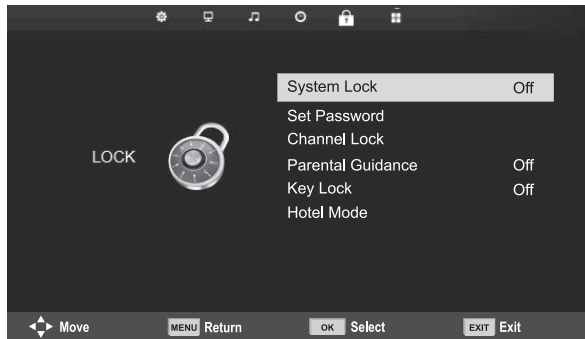 System Lock Off
Set Password
Channel Lock
LOCK
Parental Guidance Off
Key Lock Off
Hotel Mode
Move MENU Return OK Select EXIT Exit